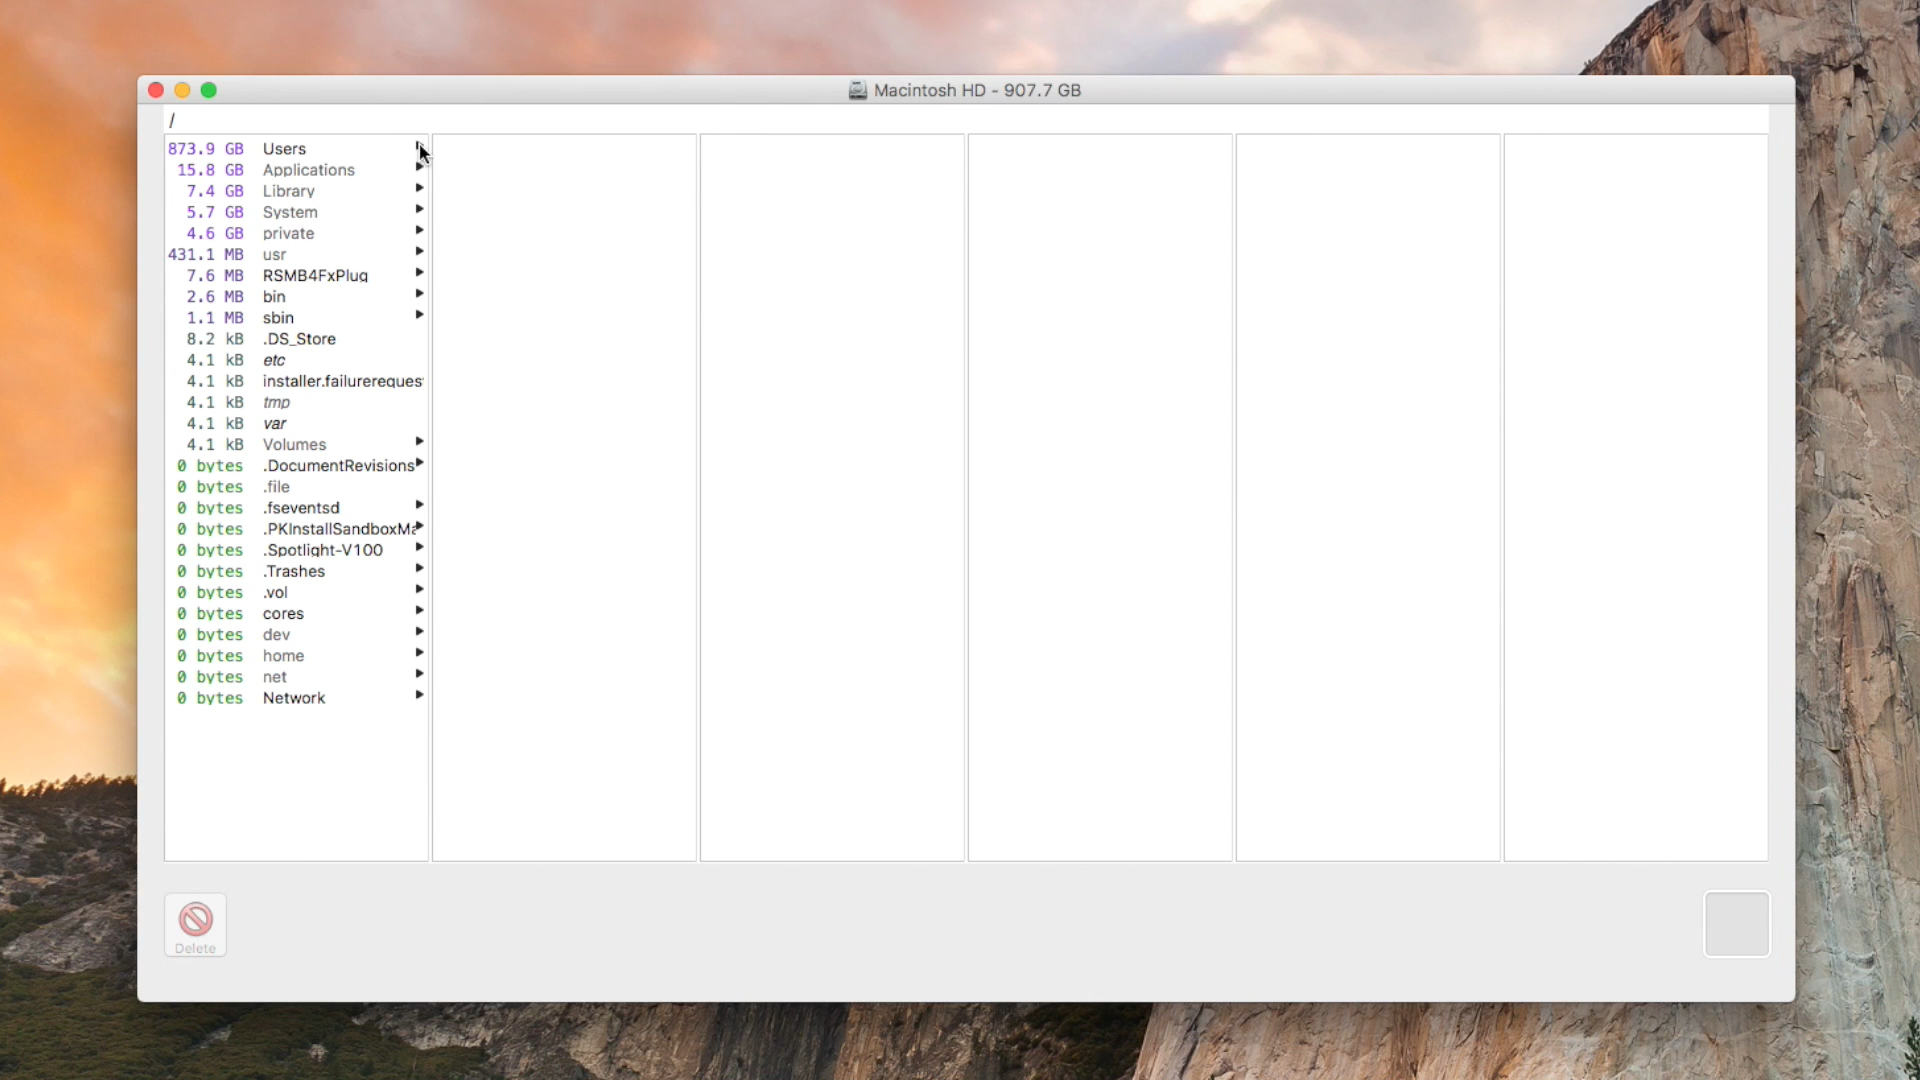 Macintosh HD - 907.7 GB
/
873.9 GB Users
15.8 GB Applications
7.4 GB Library
5.7 GB System
4.6 GB private
431.1 MB usr
7.6 MB RSMB4FxPlug
2.6 MB bin
1.1 MB sbin
8.2 kB .DS_Store
4.1 kB etc
4.1 kB installer.failurereques
4.1 kB tmp
4.1 kB var
4.1 kB Volumes
0 bytes .DocumentRevisions
0 bytes .file
0 bytes .fseventsd
0 bytes .PKInstallSandboxMa
0 bytes .Spotlight-V100
0 bytes .Trashes
0 bytes .vol
0 bytes cores
0 bytes dev
0 bytes home
0 bytes net
0 bytes Network
Delete